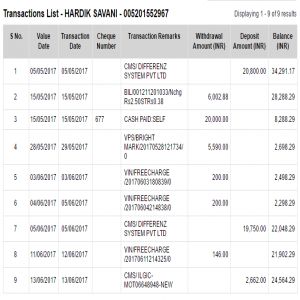 Transactions List - HARDIK SAVANI - 005201552967
Displaying 1 - 9 of 9 results
S No. Value Date Transaction Date Cheque Number Transaction Remarks Withdrawal Amount (INR) Deposit Amount (INR) Balance (INR)
1 05/05/2017 05/05/2017 CMS/ DIFFERENZ SYSTEM PVT LTD 20,800.00 34,291.17
2 15/05/2017 15/05/2017 BIL/001211201033/Nchg Rs2.50STRs0.38 6,002.88 28,288.29
3 15/05/2017 15/05/2017 677 CASH PAID:SELF 20,000.00 8,288.29
4 28/05/2017 29/05/2017 VPS/BRIGHT MARK/20170528121734/0 5,590.00 2,698.29
5 03/06/2017 03/06/2017 VIN/FREECHARGE /20170603180839/0 200.00 2,498.29
6 04/06/2017 05/06/2017 VIN/FREECHARGE /20170604214838/0 200.00 2,298.29
7 05/06/2017 05/06/2017 CMS/ DIFFERENZ SYSTEM PVT LTD 19,750.00 22,048.29
8 11/06/2017 12/06/2017 VIN/FREECHARGE /20170611214325/0 146.00 21,902.29
9 13/06/2017 13/06/2017 CMS/ ILGIC-MOT06648948-NEW 2,662.00 24,564.29